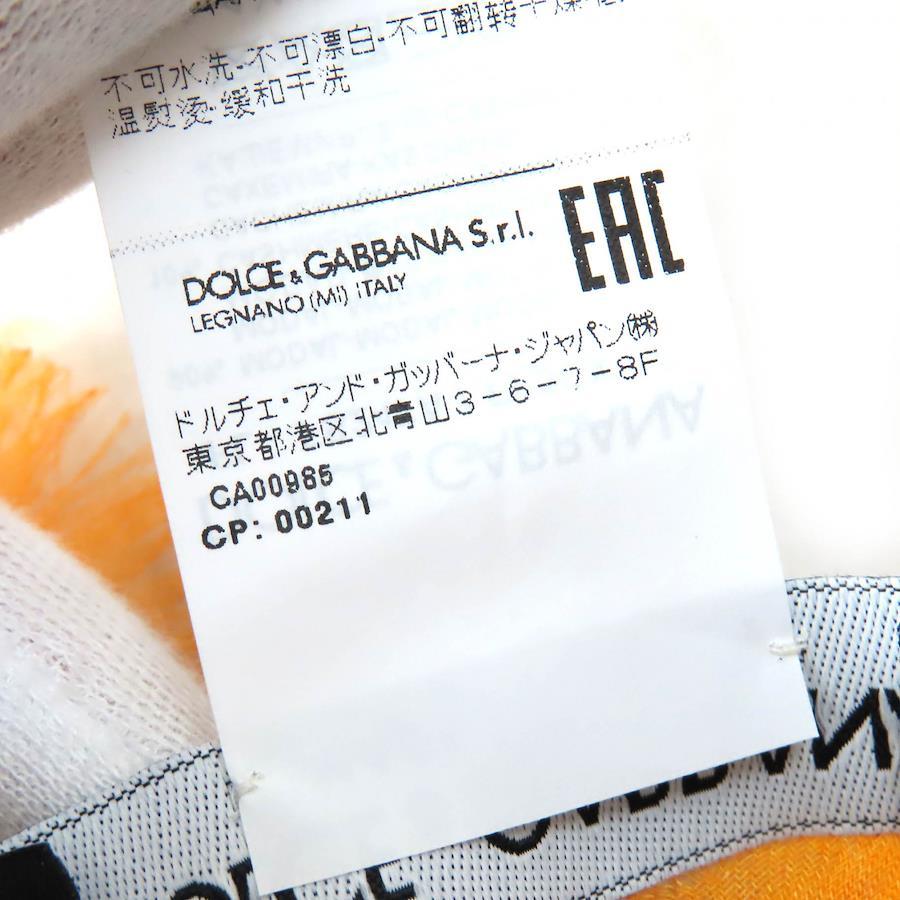 不可水洗·不可漂白·不可翻转干燥
温熨烫·缓和干洗
DOLCE & GABBANA S.r.l.
LEGNANO (MI) ITALY
EAC
ドルチェ・アンド・ガッバーナ・ジャパン㈱
東京都港区北青山3-6-7-8F
CA00985
CP: 00211